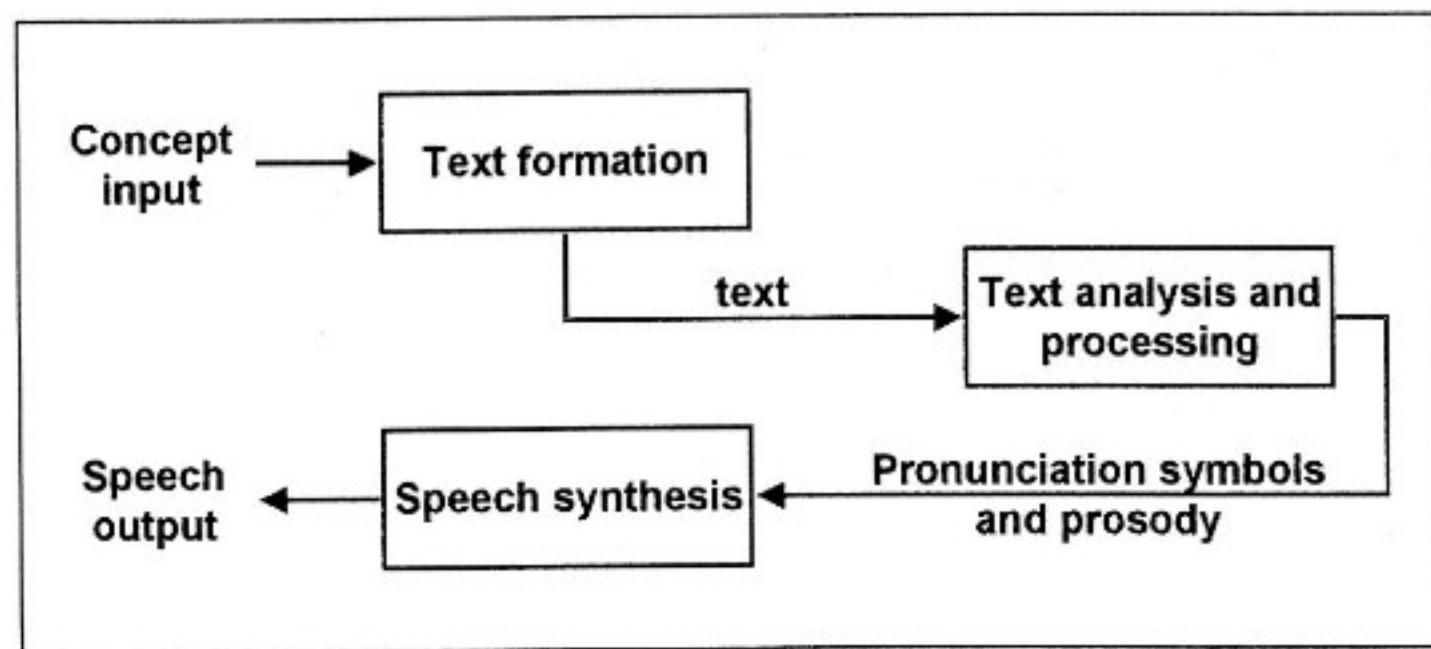 Concept
input
Text formation
text
Text analysis and
processing
Pronunciation symbols
and prosody
Speech synthesis
Speech
output